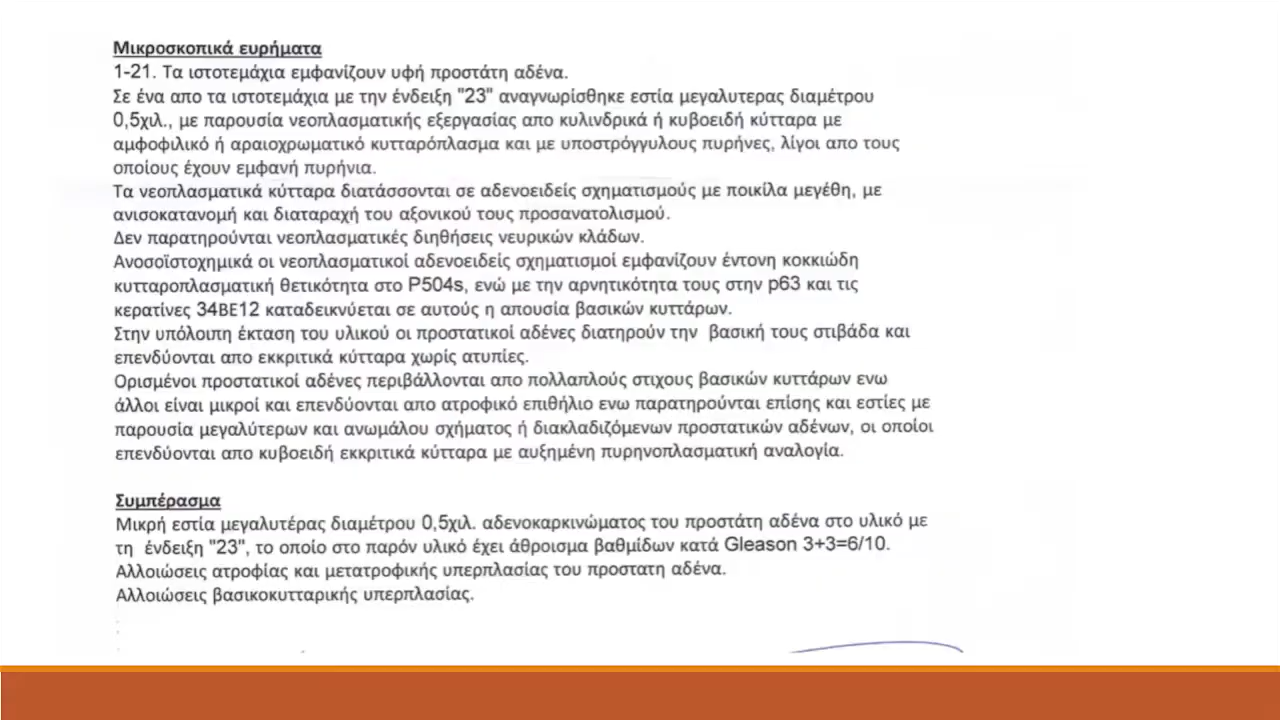 Μικροσκοπικά ευρήματα
1-21. Τα ιστοτεμάχια εμφανίζουν υφή προστάτη αδένα.
Σε ένα απο τα ιστοτεμάχια με την ένδειξη "23" αναγνωρίσθηκε εστία μεγαλυτερας διαμέτρου
0,5χιλ., με παρουσία νεοπλασματικής εξεργασίας απο κυλινδρικά ή κυβοειδή κύτταρα με
αμφοφιλικό ή αραιοχρωματικό κυτταρόπλασμα και με υποστρόγγυλους πυρήνες, λίγοι απο τους
οποίους έχουν εμφανή πυρήνια.
Τα νεοπλασματικά κύτταρα διατάσσονται σε αδενοειδείς σχηματισμούς με ποικίλα μεγέθη, με
ανισοκατανομή και διαταραχή του αξονικού τους προσανατολισμού.
Δεν παρατηρούνται νεοπλασματικές διηθήσεις νευρικών κλάδων.
Ανοσοϊστοχημικά οι νεοπλασματικοί αδενοειδείς σχηματισμοί εμφανίζουν έντονη κοκκιώδη
κυτταροπλασματική θετικότητα στο P504s, ενώ με την αρνητικότητα τους στην p63 και τις
κερατίνες 34BE12 καταδεικνύεται σε αυτούς η απουσία βασικών κυττάρων.
Στην υπόλοιπη έκταση του υλικού οι προστατικοί αδένες διατηρούν την βασική τους στιβάδα και
επενδύονται απο εκκριτικά κύτταρα χωρίς ατυπίες.
Ορισμένοι προστατικοί αδένες περιβάλλονται απο πολλαπλούς στιχους βασικών κυττάρων ενω
άλλοι είναι μικροί και επενδύονται απο ατροφικό επιθήλιο ενω παρατηρούνται επίσης και εστίες με
παρουσία μεγαλύτερων και ανωμάλου σχήματος ή διακλαδιζόμενων προστατικών αδένων, οι οποίοι
επενδύονται απο κυβοειδή εκκριτικά κύτταρα με αυξημένη πυρηνοπλασματική αναλογία.
Συμπέρασμα
Μικρή εστία μεγαλυτέρας διαμέτρου 0,5χιλ. αδενοκαρκινώματος του προστάτη αδένα στο υλικό με
τη ένδειξη "23", το οποίο στο παρόν υλικό έχει άθροισμα βαθμίδων κατά Gleason 3+3=6/10.
Αλλοιώσεις ατροφίας και μετατροφικής υπερπλασίας του προστατη αδένα.
Αλλοιώσεις βασικοκυτταρικής υπερπλασίας.